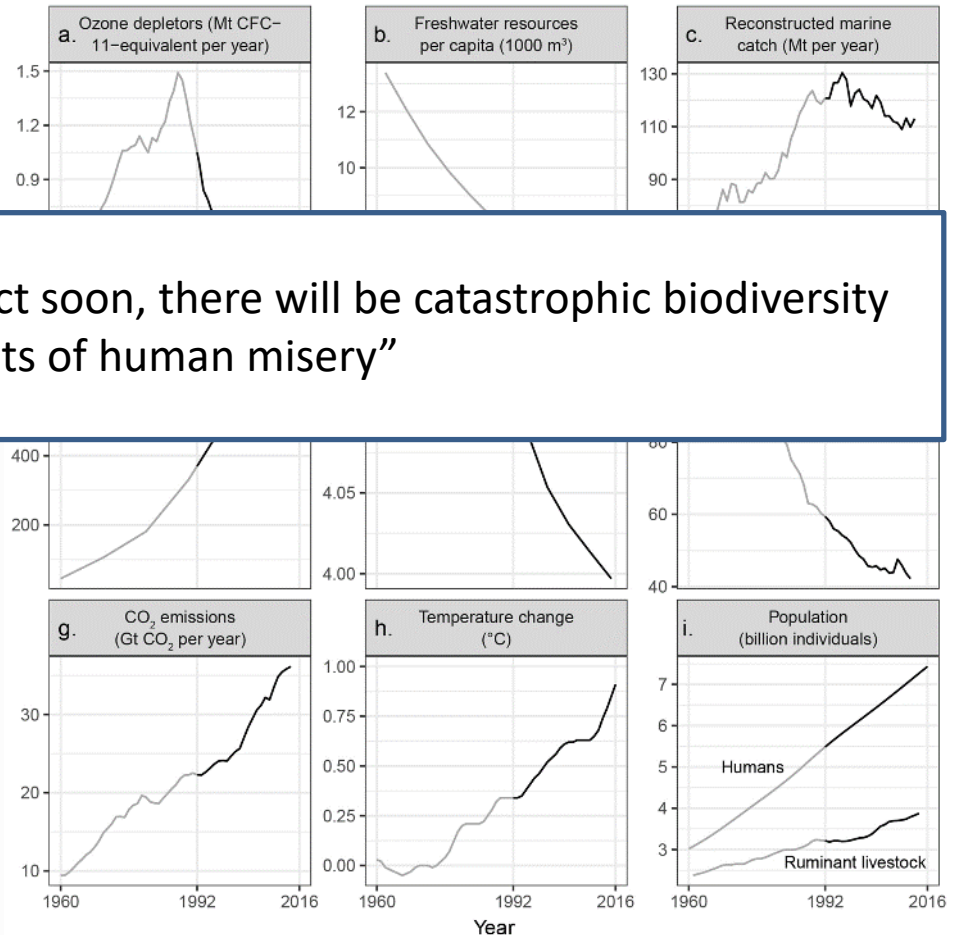 a. Ozone depletors (Mt CFC−
11−equivalent per year)
b. Freshwater resources
per capita (1000 m³)
c. Reconstructed marine
catch (Mt per year)
1.5
1.2
0.9
12
10
130
110
90
ct soon, there will be catastrophic biodiversity
ts of human misery”
400
200
4.05
4.00
60
40
g. CO₂ emissions
(Gt CO₂ per year)
h. Temperature change
(°C)
i. Population
(billion individuals)
30
20
10
1.00
0.75
0.50
0.25
0.00
7
6
5
4
3
Humans
Ruminant livestock
1960 1992 2016
1960 1992 2016
1960 1992 2016
Year